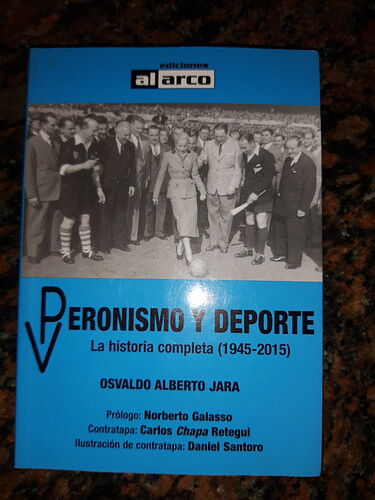 ediciones
al arco
PERONISMO Y DEPORTE
La historia completa (1945-2015)
OSVALDO ALBERTO JARA
Prólogo: Norberto Galasso
Contratapa: Carlos Chapa Retegui
Ilustración de contratapa: Daniel Santoro